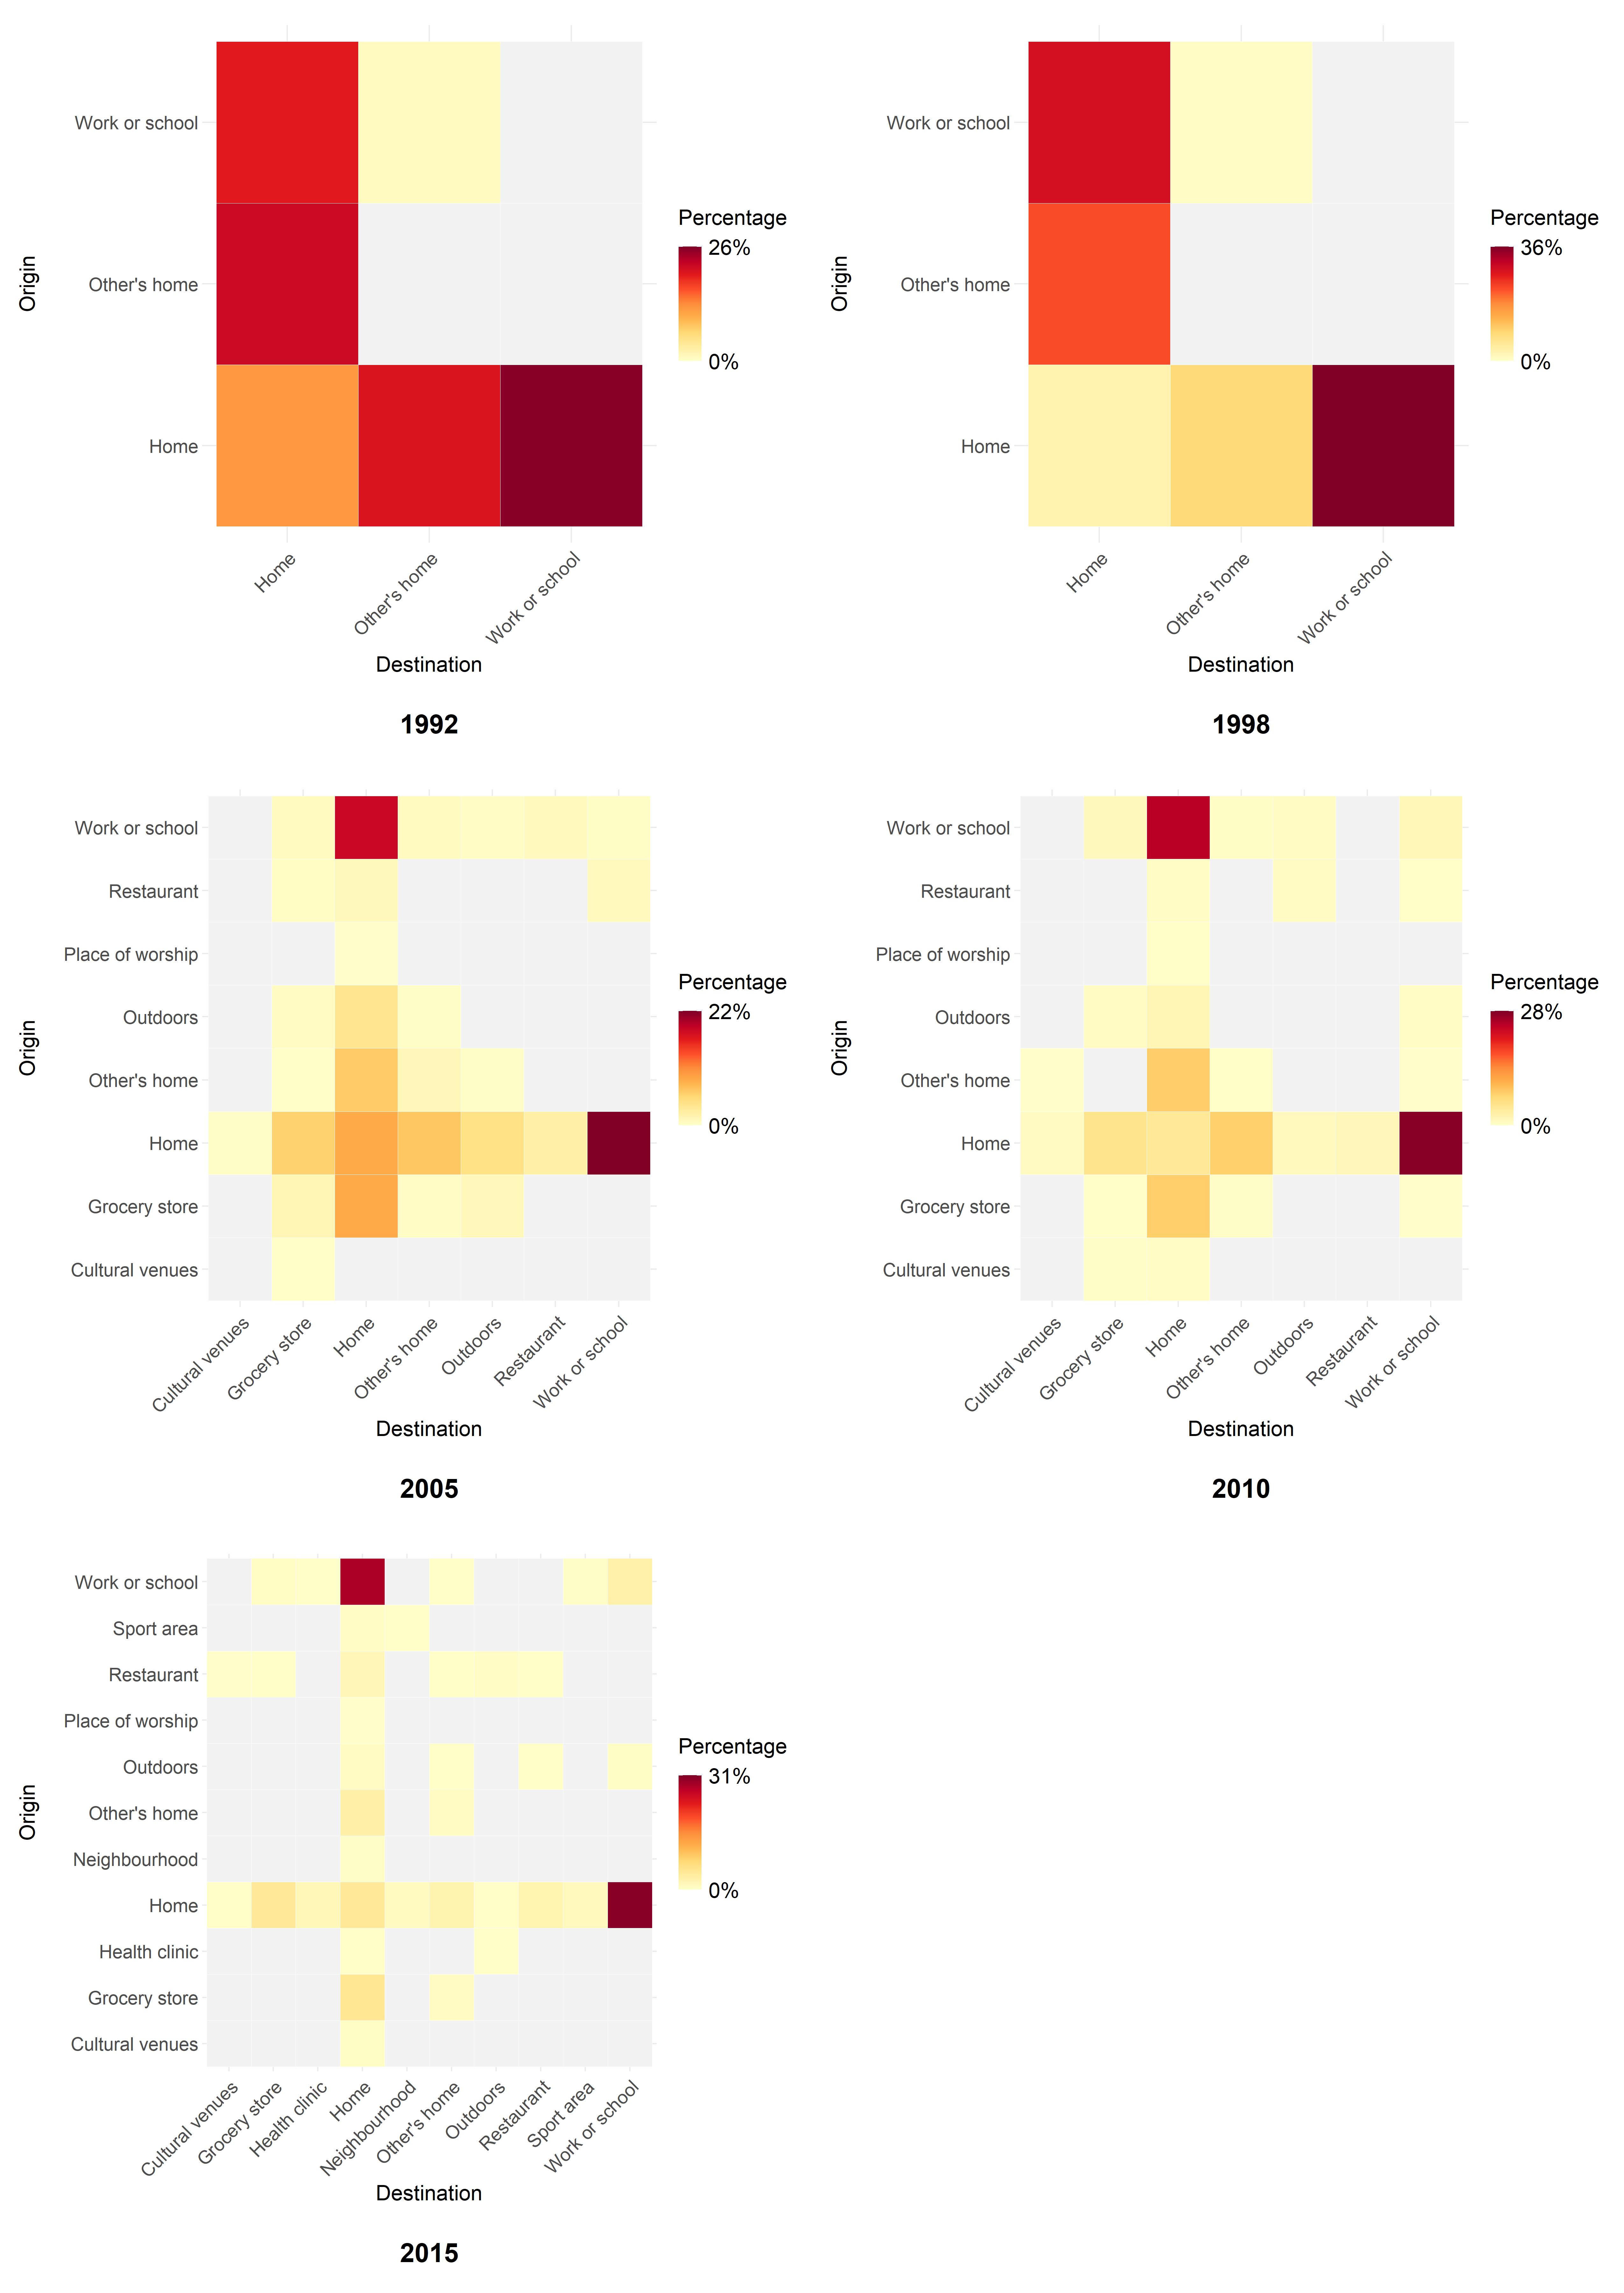 Origin
Work or school
Other's home
Home
Home
Other's home
Work or school
Destination
Percentage
26%
0%
1992
Origin
Work or school
Other's home
Home
Home
Other's home
Work or school
Destination
Percentage
36%
0%
1998
Origin
Work or school
Restaurant
Place of worship
Outdoors
Other's home
Home
Grocery store
Cultural venues
Cultural venues
Grocery store
Home
Other's home
Outdoors
Restaurant
Work or school
Destination
Percentage
22%
0%
2005
Origin
Work or school
Restaurant
Place of worship
Outdoors
Other's home
Home
Grocery store
Cultural venues
Cultural venues
Grocery store
Home
Other's home
Outdoors
Restaurant
Work or school
Destination
Percentage
28%
0%
2010
Origin
Work or school
Sport area
Restaurant
Place of worship
Outdoors
Other's home
Neighbourhood
Home
Health clinic
Grocery store
Cultural venues
Cultural venues
Grocery store
Health clinic
Home
Neighbourhood
Other's home
Outdoors
Restaurant
Sport area
Work or school
Destination
Percentage
31%
0%
2015